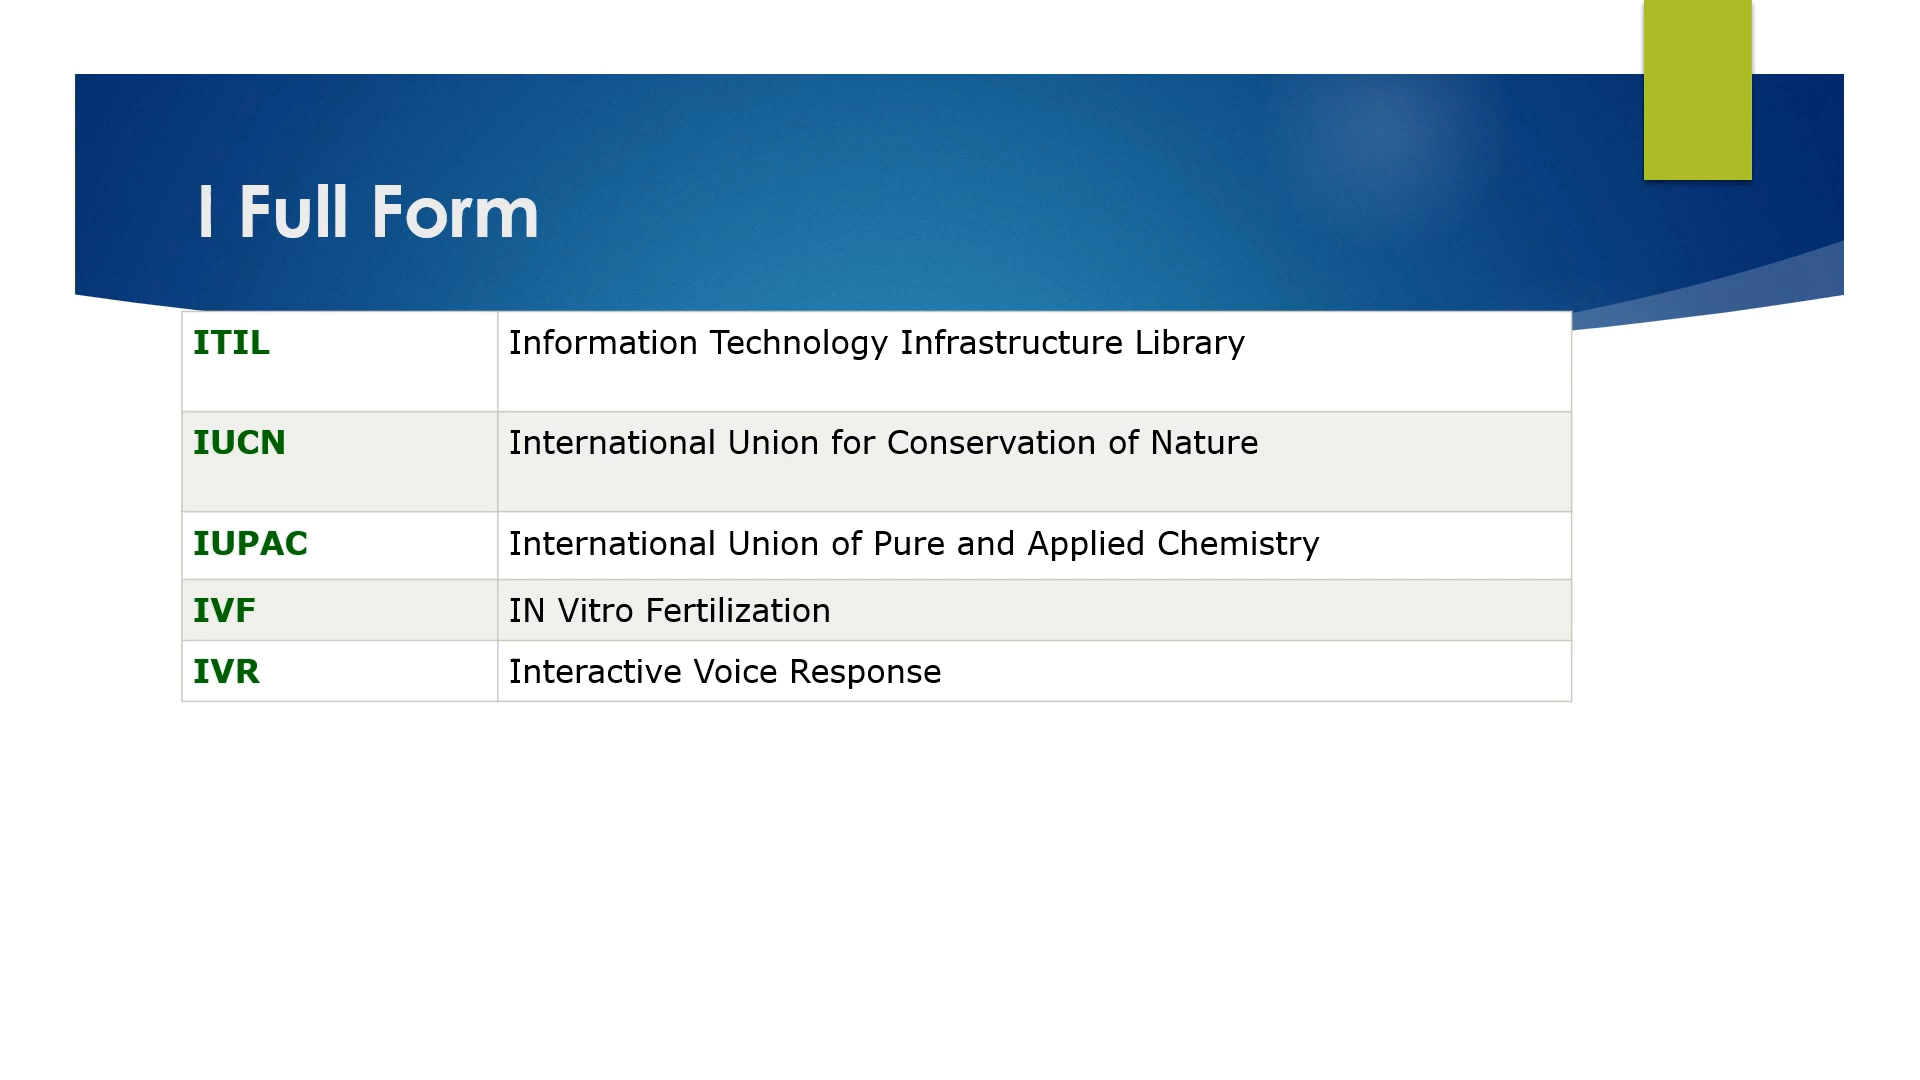 I Full Form
ITIL Information Technology Infrastructure Library
IUCN International Union for Conservation of Nature
IUPAC International Union of Pure and Applied Chemistry
IVF IN Vitro Fertilization
IVR Interactive Voice Response